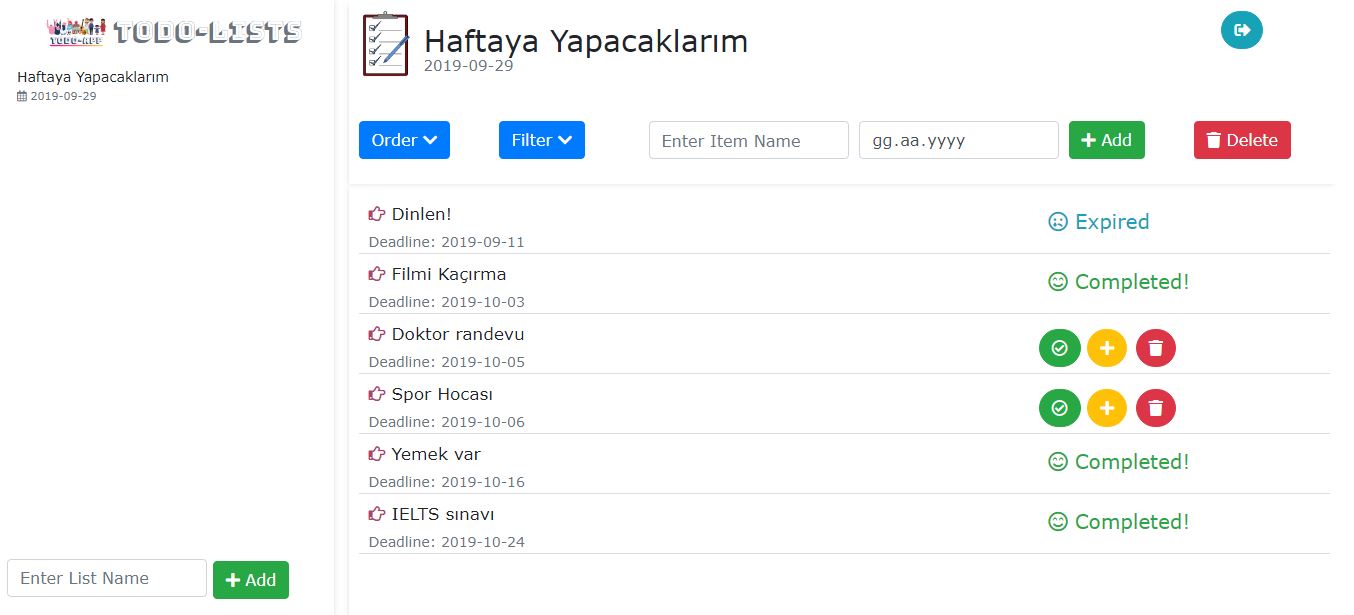 TODO-APP TODO-LISTS
Haftaya Yapacaklarım
2019-09-29
Enter List Name
Add
Haftaya Yapacaklarım
2019-09-29
Order
Filter
Enter Item Name
gg.aa.yyyy
Add
Delete
Dinlen!
Expired
Deadline: 2019-09-11
Filmi Kaçırma
Completed!
Deadline: 2019-10-03
Doktor randevu
Deadline: 2019-10-05
Spor Hocası
Deadline: 2019-10-06
Yemek var
Completed!
Deadline: 2019-10-16
IELTS sınavı
Completed!
Deadline: 2019-10-24